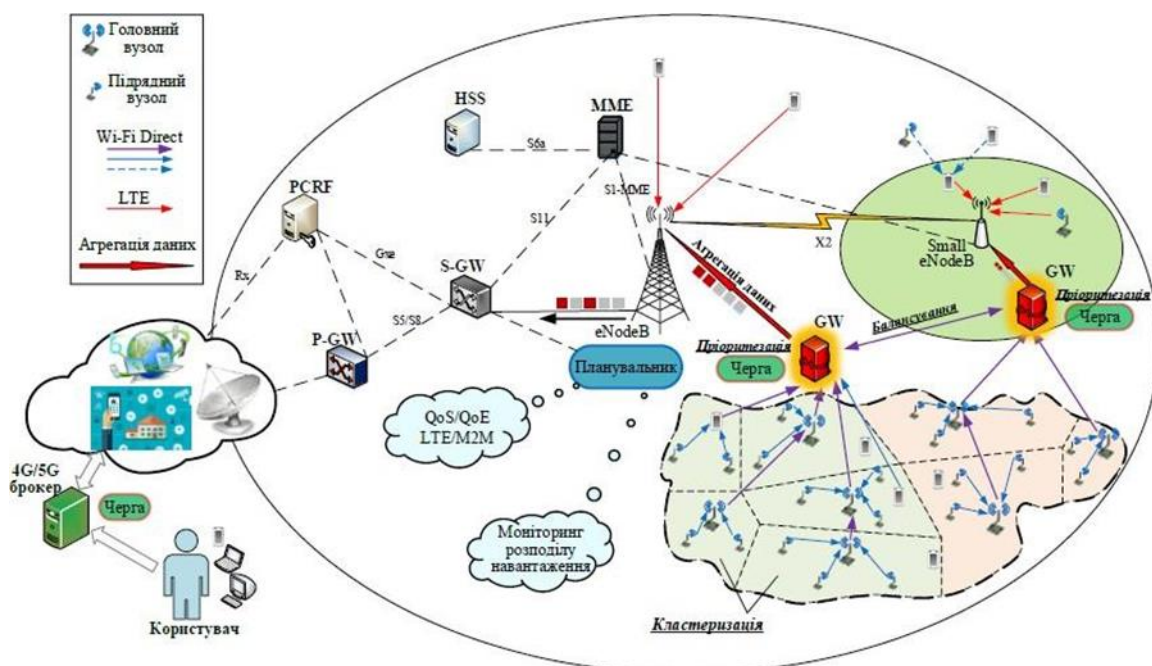 Головний
вузол
Підрядний
вузол
Wi-Fi Direct
LTE
Агрегація даних
HSS
MME
S6a
S1-MME
PCRF
S11
Gxa
Rx
S-GW
S5/S8
P-GW
eNodeB
Планувальник
Агрегація даних
X2
Small
eNodeB
GW
Пріоритезація
Черга
Балансування
GW
Пріоритезація
Черга
QoS/QoE
LTE/M2M
Моніторинг
розподілу
навантаження
4G/5G
брокер
Черга
Користувач
Кластеризація